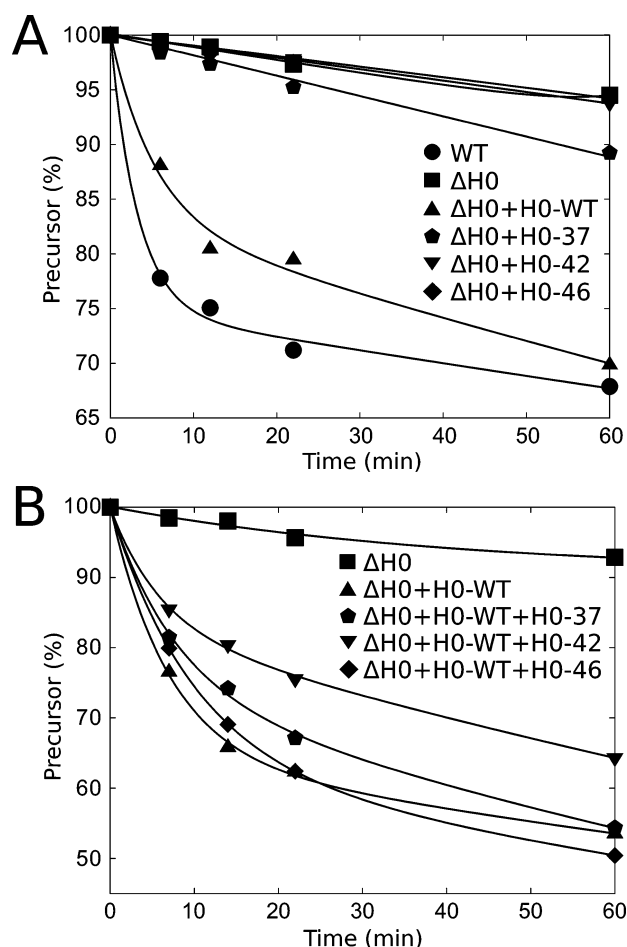 A
100
95
90
85
80
75
70
65
Precursor (%)
WT
ΔH0
ΔH0+H0-WT
ΔH0+H0-37
ΔH0+H0-42
ΔH0+H0-46
0 10 20 30 40 50 60
Time (min)
B
100
90
80
70
60
50
Precursor (%)
ΔH0
ΔH0+H0-WT
ΔH0+H0-WT+H0-37
ΔH0+H0-WT+H0-42
ΔH0+H0-WT+H0-46
0 10 20 30 40 50 60
Time (min)